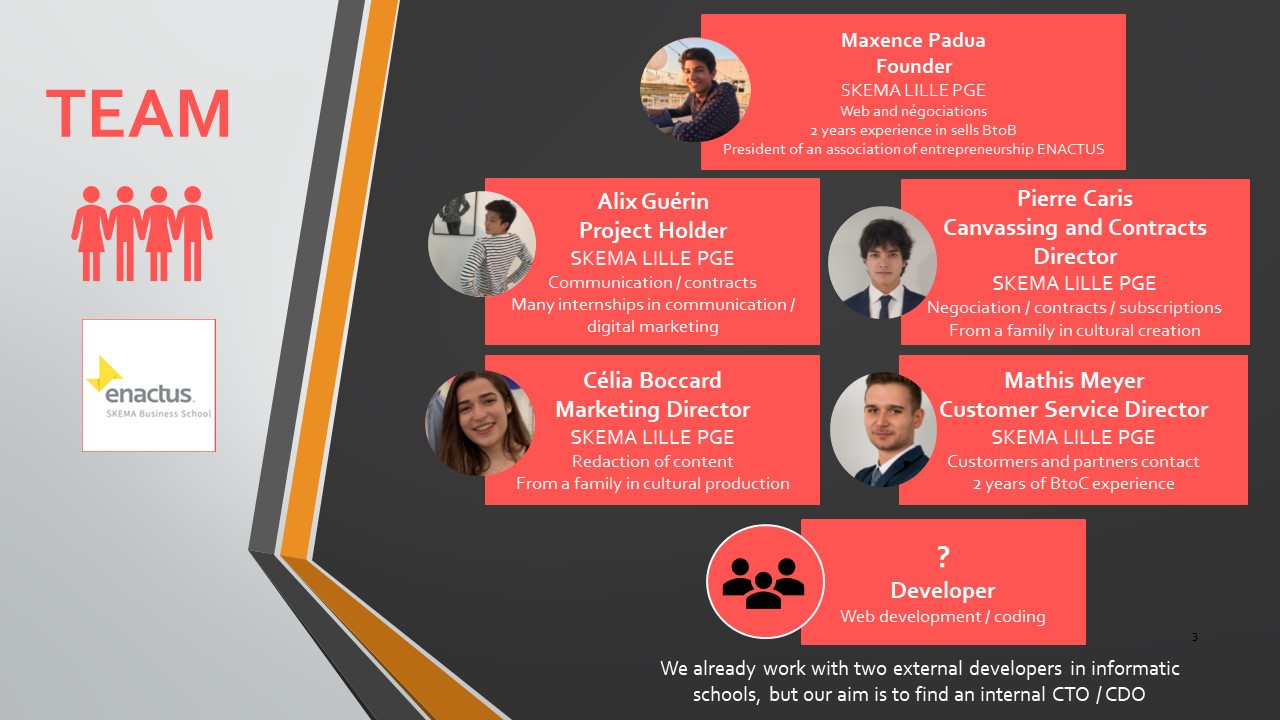 TEAM
enactus.
SKEMA Business School
Maxence Padua
Founder
SKEMA LILLE PGE
Web and négociations
2 years experience in sells BtoB
President of an association of entrepreneurship ENACTUS
Alix Guérin
Project Holder
SKEMA LILLE PGE
Communication / contracts
Many internships in communication /
digital marketing
Pierre Caris
Canvassing and Contracts
Director
SKEMA LILLE PGE
Negociation / contracts / subscriptions
From a family in cultural creation
Célia Boccard
Marketing Director
SKEMA LILLE PGE
Redaction of content
From a family in cultural production
Mathis Meyer
Customer Service Director
SKEMA LILLE PGE
Custormers and partners contact
2 years of BtoC experience
?
Developer
Web development / coding
3
We already work with two external developers in informatic
schools, but our aim is to find an internal CTO / CDO